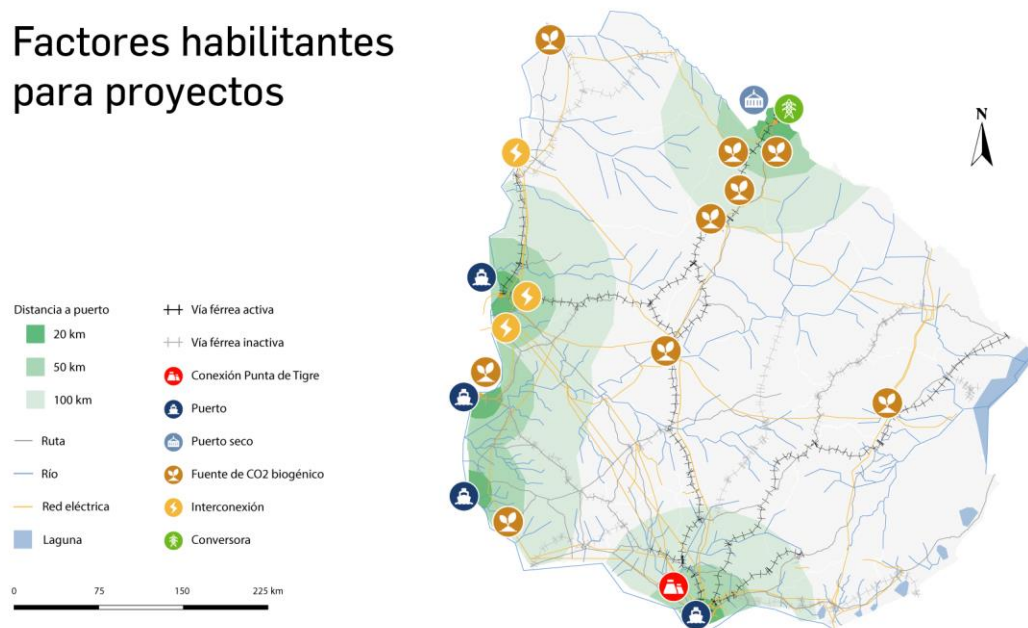 Factores habilitantes
para proyectos
N
Distancia a puerto
20 km
50 km
100 km
Ruta
Río
Red eléctrica
Laguna
Vía férrea activa
Vía férrea inactiva
Conexión Punta de Tigre
Puerto
Puerto seco
Fuente de CO2 biogénico
Interconexión
Conversora
0 75 150 225 km